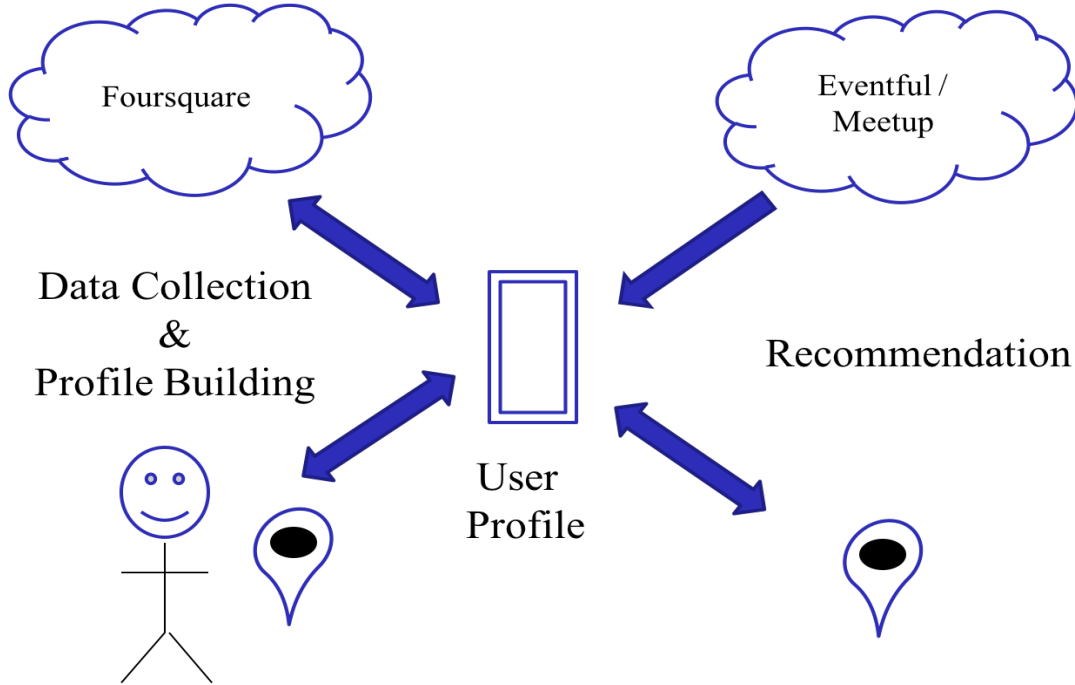 Foursquare
Eventful /
Meetup
Data Collection
&
Profile Building
Recommendation
User
Profile